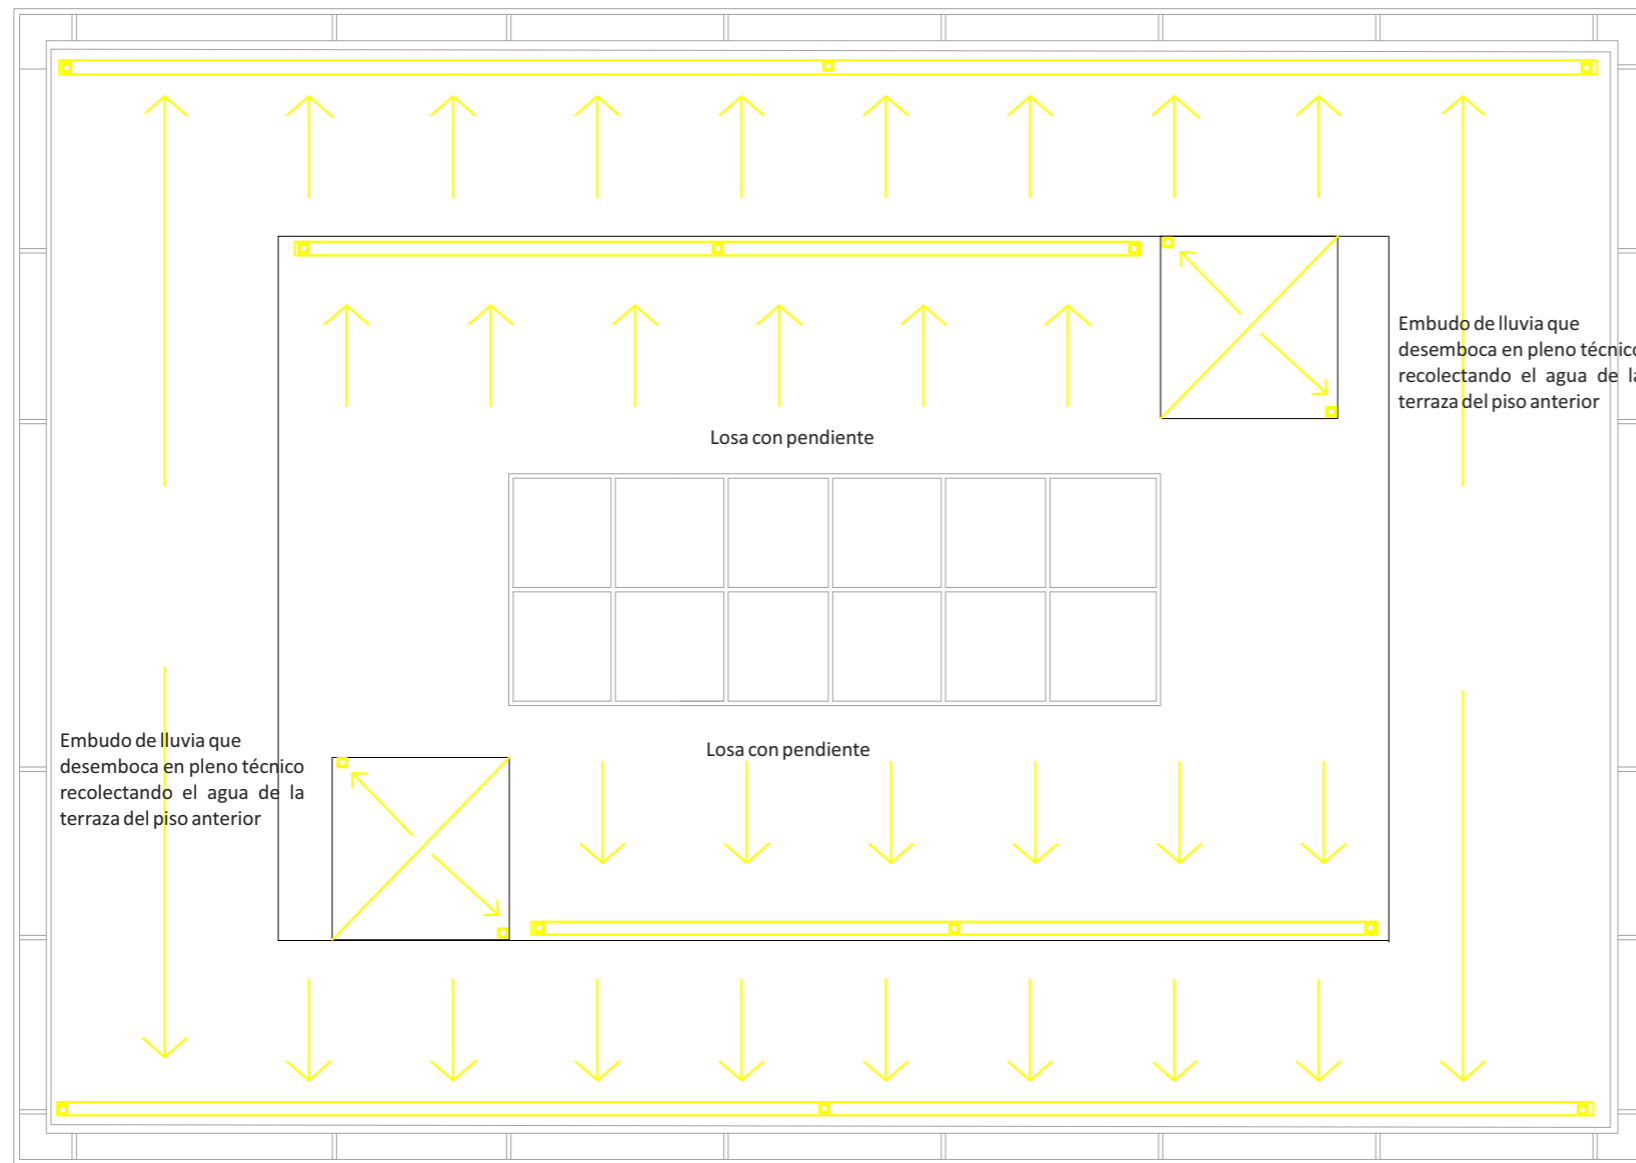 Embudo de lluvia que
desemboca en pleno técnico
recolectando el agua de la
terraza del piso anterior
Losa con pendiente
Losa con pendiente
Embudo de lluvia que
desemboca en pleno técnico
recolectando el agua de la
terraza del piso anterior